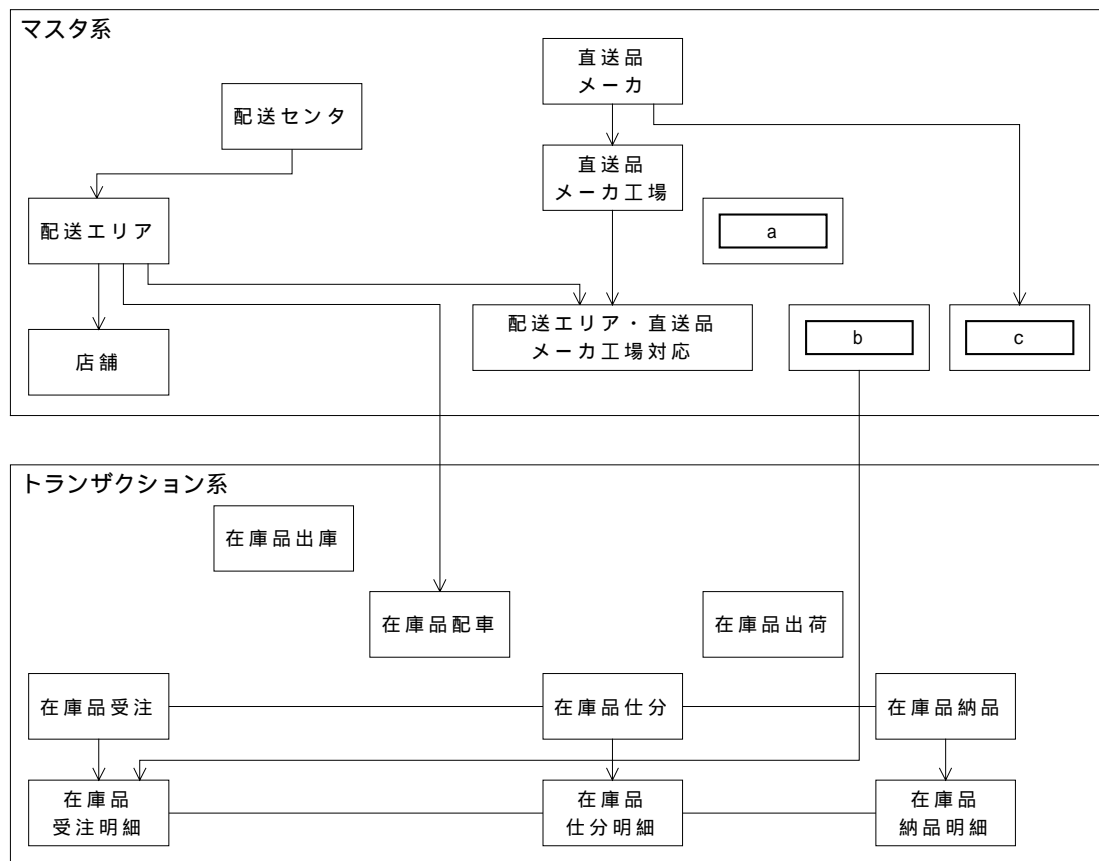 マスタ系
直送品
メーカ
配送センタ
直送品
メーカ工場
配送エリア
a
配送エリア・直送品
メーカ工場対応
b
c
店舗
トランザクション系
在庫品出庫
在庫品配車
在庫品出荷
在庫品受注
在庫品仕分
在庫品納品
在庫品
受注明細
在庫品
仕分明細
在庫品
納品明細